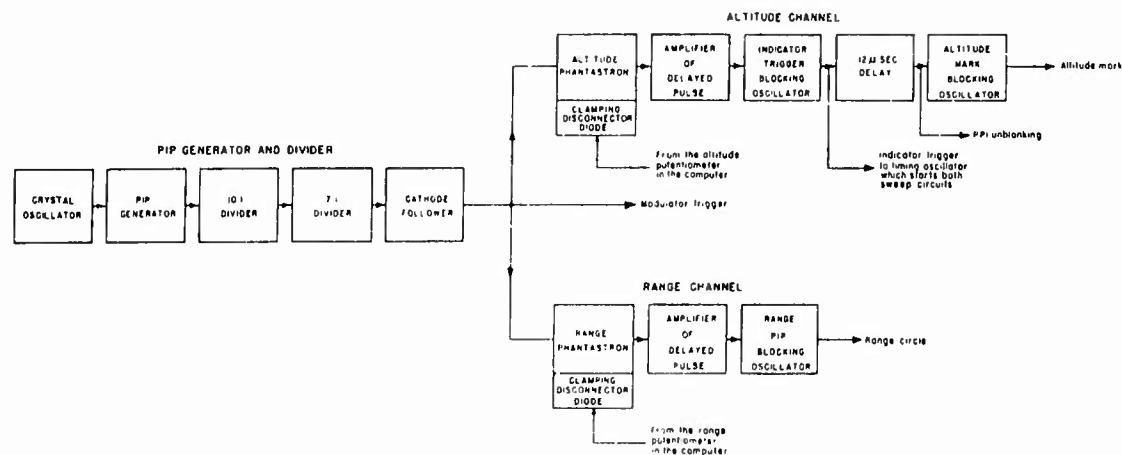 ALTITUDE CHANNEL
ALTITUDE
PHANTASTRON
CLAMPING
DISCONNECTOR
DIODE
AMPLIFIER
OF
DELAYED
PULSE
INDICATOR
TRIGGER
BLOCKING
OSCILLATOR
12µ SEC
DELAY
ALTITUDE
MARK
BLOCKING
OSCILLATOR
Altitude mark
PPI unblanking
Indicator trigger
to timing oscillator
which starts both
sweep circuits
From the altitude
putentiometer
in the computer
PIP GENERATOR AND DIVIDER
CRYSTAL
OSCILLATOR
PIP
GENERATOR
10:1
DIVIDER
7:1
DIVIDER
CATHODE
FOLLOWER
Modulator trigger
RANGE CHANNEL
RANGE
PHANTASTRON
CLAMPING
DISCONNECTOR
DIODE
AMPLIFIER
OF
DELAYED
PULSE
RANGE
PIP
BLOCKING
OSCILLATOR
Range circle
From the range
putentiometer
in the computer